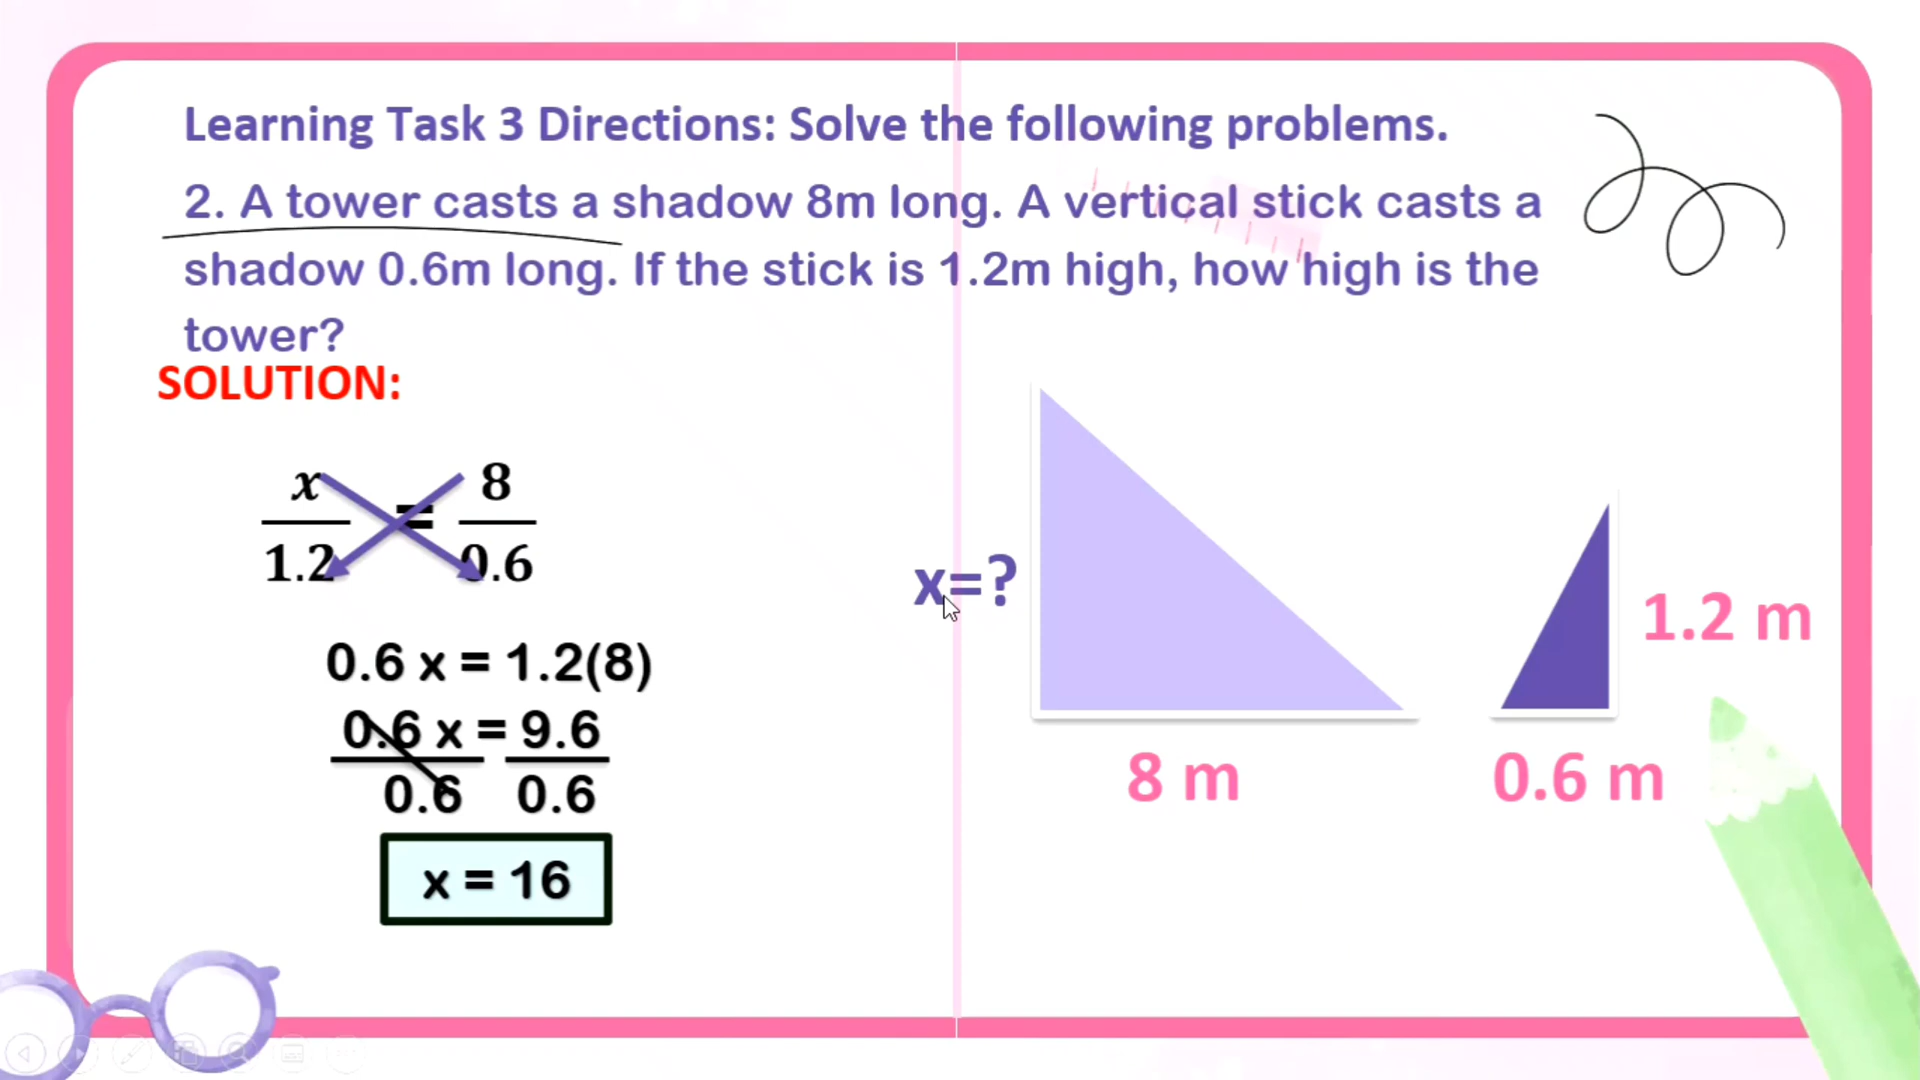 Learning Task 3 Directions: Solve the following problems.
2. A tower casts a shadow 8m long. A vertical stick casts a
shadow 0.6m long. If the stick is 1.2m high, how high is the
tower?
SOLUTION:
x/1.2 = 8/0.6
0.6 x = 1.2(8)
0.6 x = 9.6
0.6 0.6
x = 16
x=?
1.2 m
8 m
0.6 m